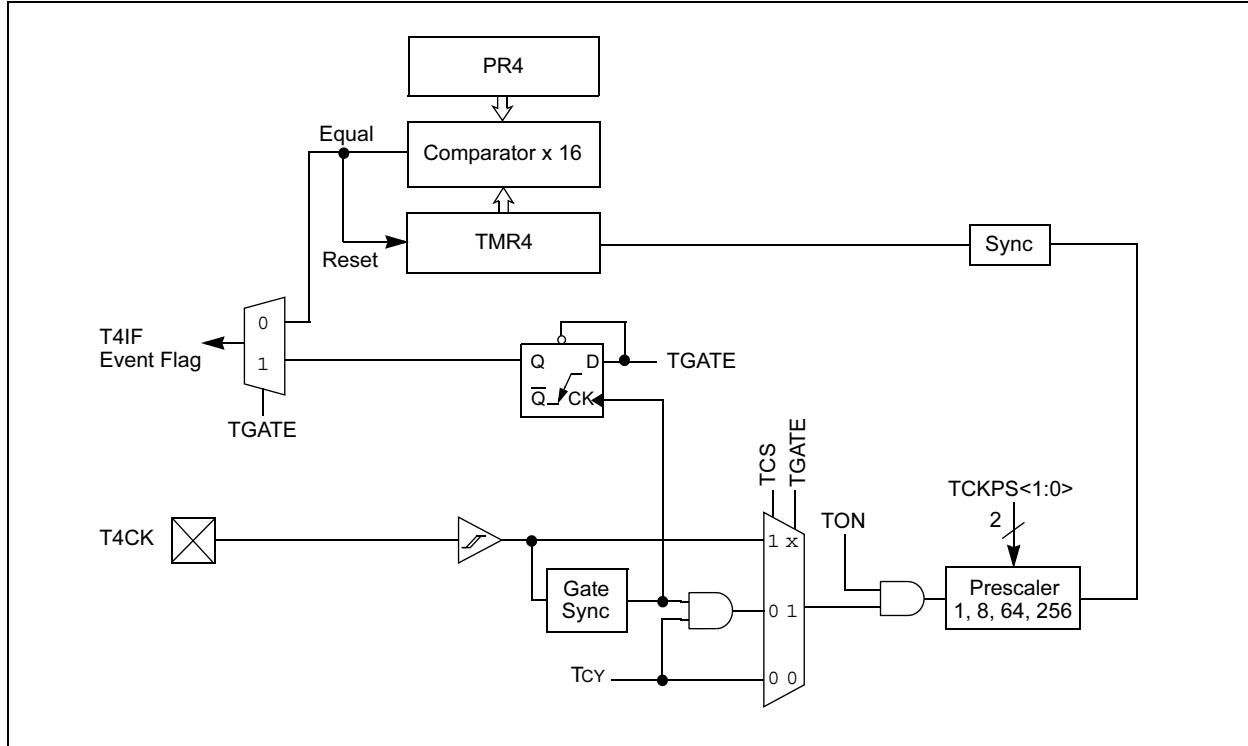 PR4
Equal
Comparator x 16
TMR4
Reset
Sync
0
T4IF
Event Flag
1
Q
D
TGATE
Q
CK
TGATE
TCS
TGATE
TCKPS<1:0>
TON
2
T4CK
1 x
Gate
Sync
0 1
Prescaler
1, 8, 64, 256
TCY
0 0